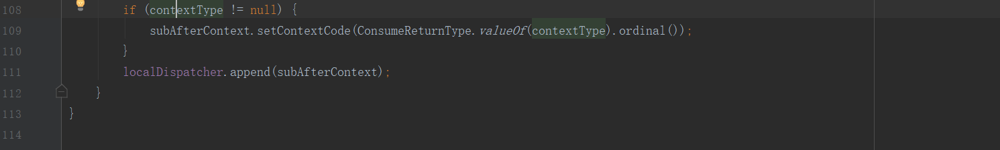 108 if (contextType != null) {
109 subAfterContext.setContextCode(ConsumeReturnType.valueOf(contextType).ordinal());
110 }
111 localDispatcher.append(subAfterContext);
112 }
113 }
114